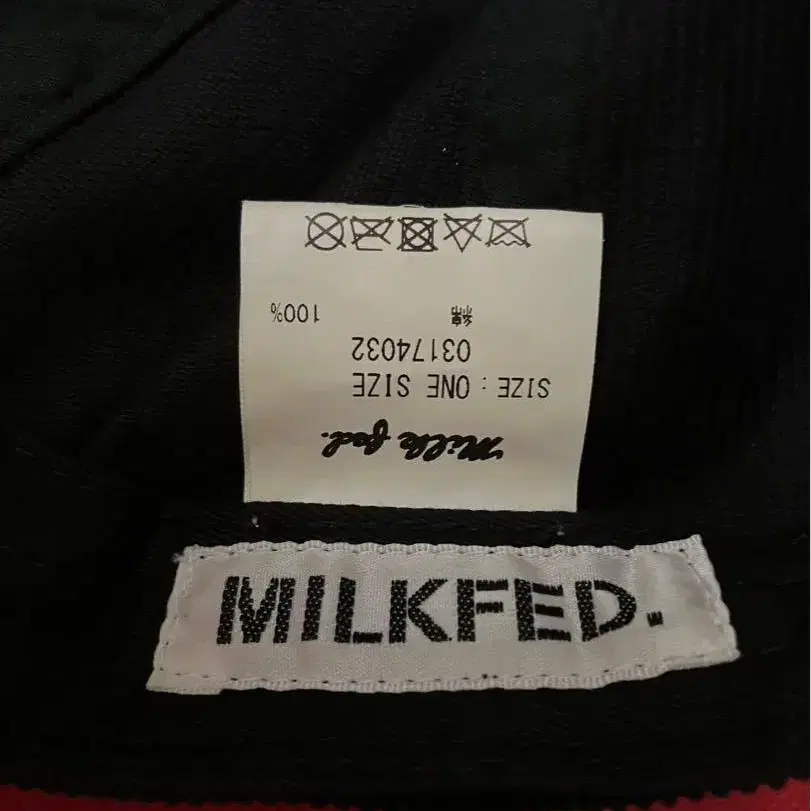 Milk fed.
SIZE : ONE SIZE
03174032
綿 100%
MILKFED.